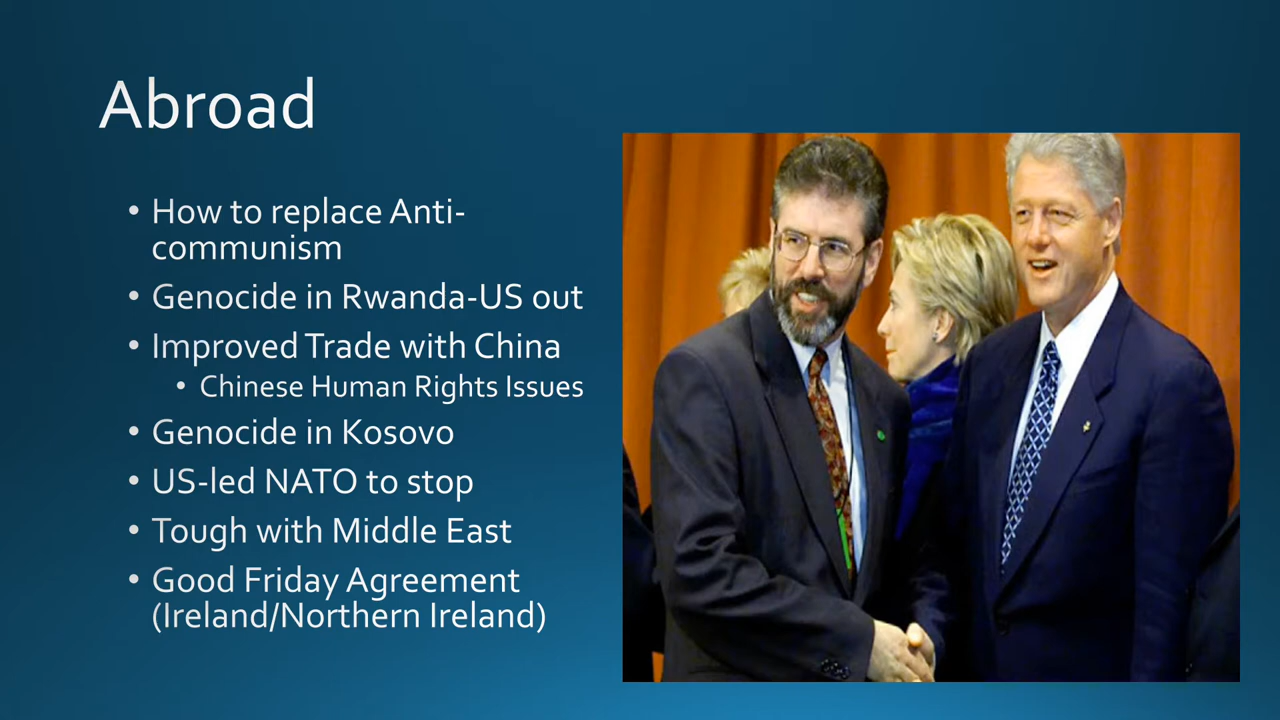 Abroad
• How to replace Anti-
communism
• Genocide in Rwanda-US out
• Improved Trade with China
• Chinese Human Rights Issues
• Genocide in Kosovo
• US-led NATO to stop
• Tough with Middle East
• Good Friday Agreement
(Ireland/Northern Ireland)